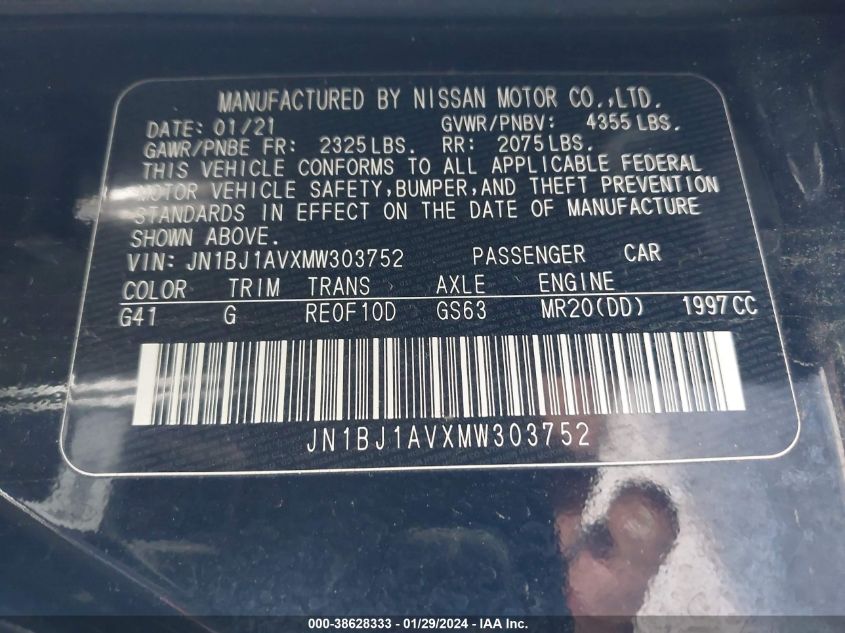 MANUFACTURED BY NISSAN MOTOR CO.,LTD.
DATE: 01/21 GVWR/PNBV: 4355 LBS.
GAWR/PNBE FR: 2325LBS. RR: 2075LBS.
THIS VEHICLE CONFORMS TO ALL APPLICABLE FEDERAL
MOTOR VEHICLE SAFETY,BUMPER,AND THEFT PREVENTION
STANDARDS IN EFFECT ON THE DATE OF MANUFACTURE
SHOWN ABOVE.
VIN: JN1BJ1AVXMW303752 PASSENGER CAR
COLOR TRIM TRANS AXLE ENGINE
G41 G RE0F10D GS63 MR20(DD) 1997CC
JN1BJ1AVXMW303752
000-38628333 - 01/29/2024 - IAA Inc.